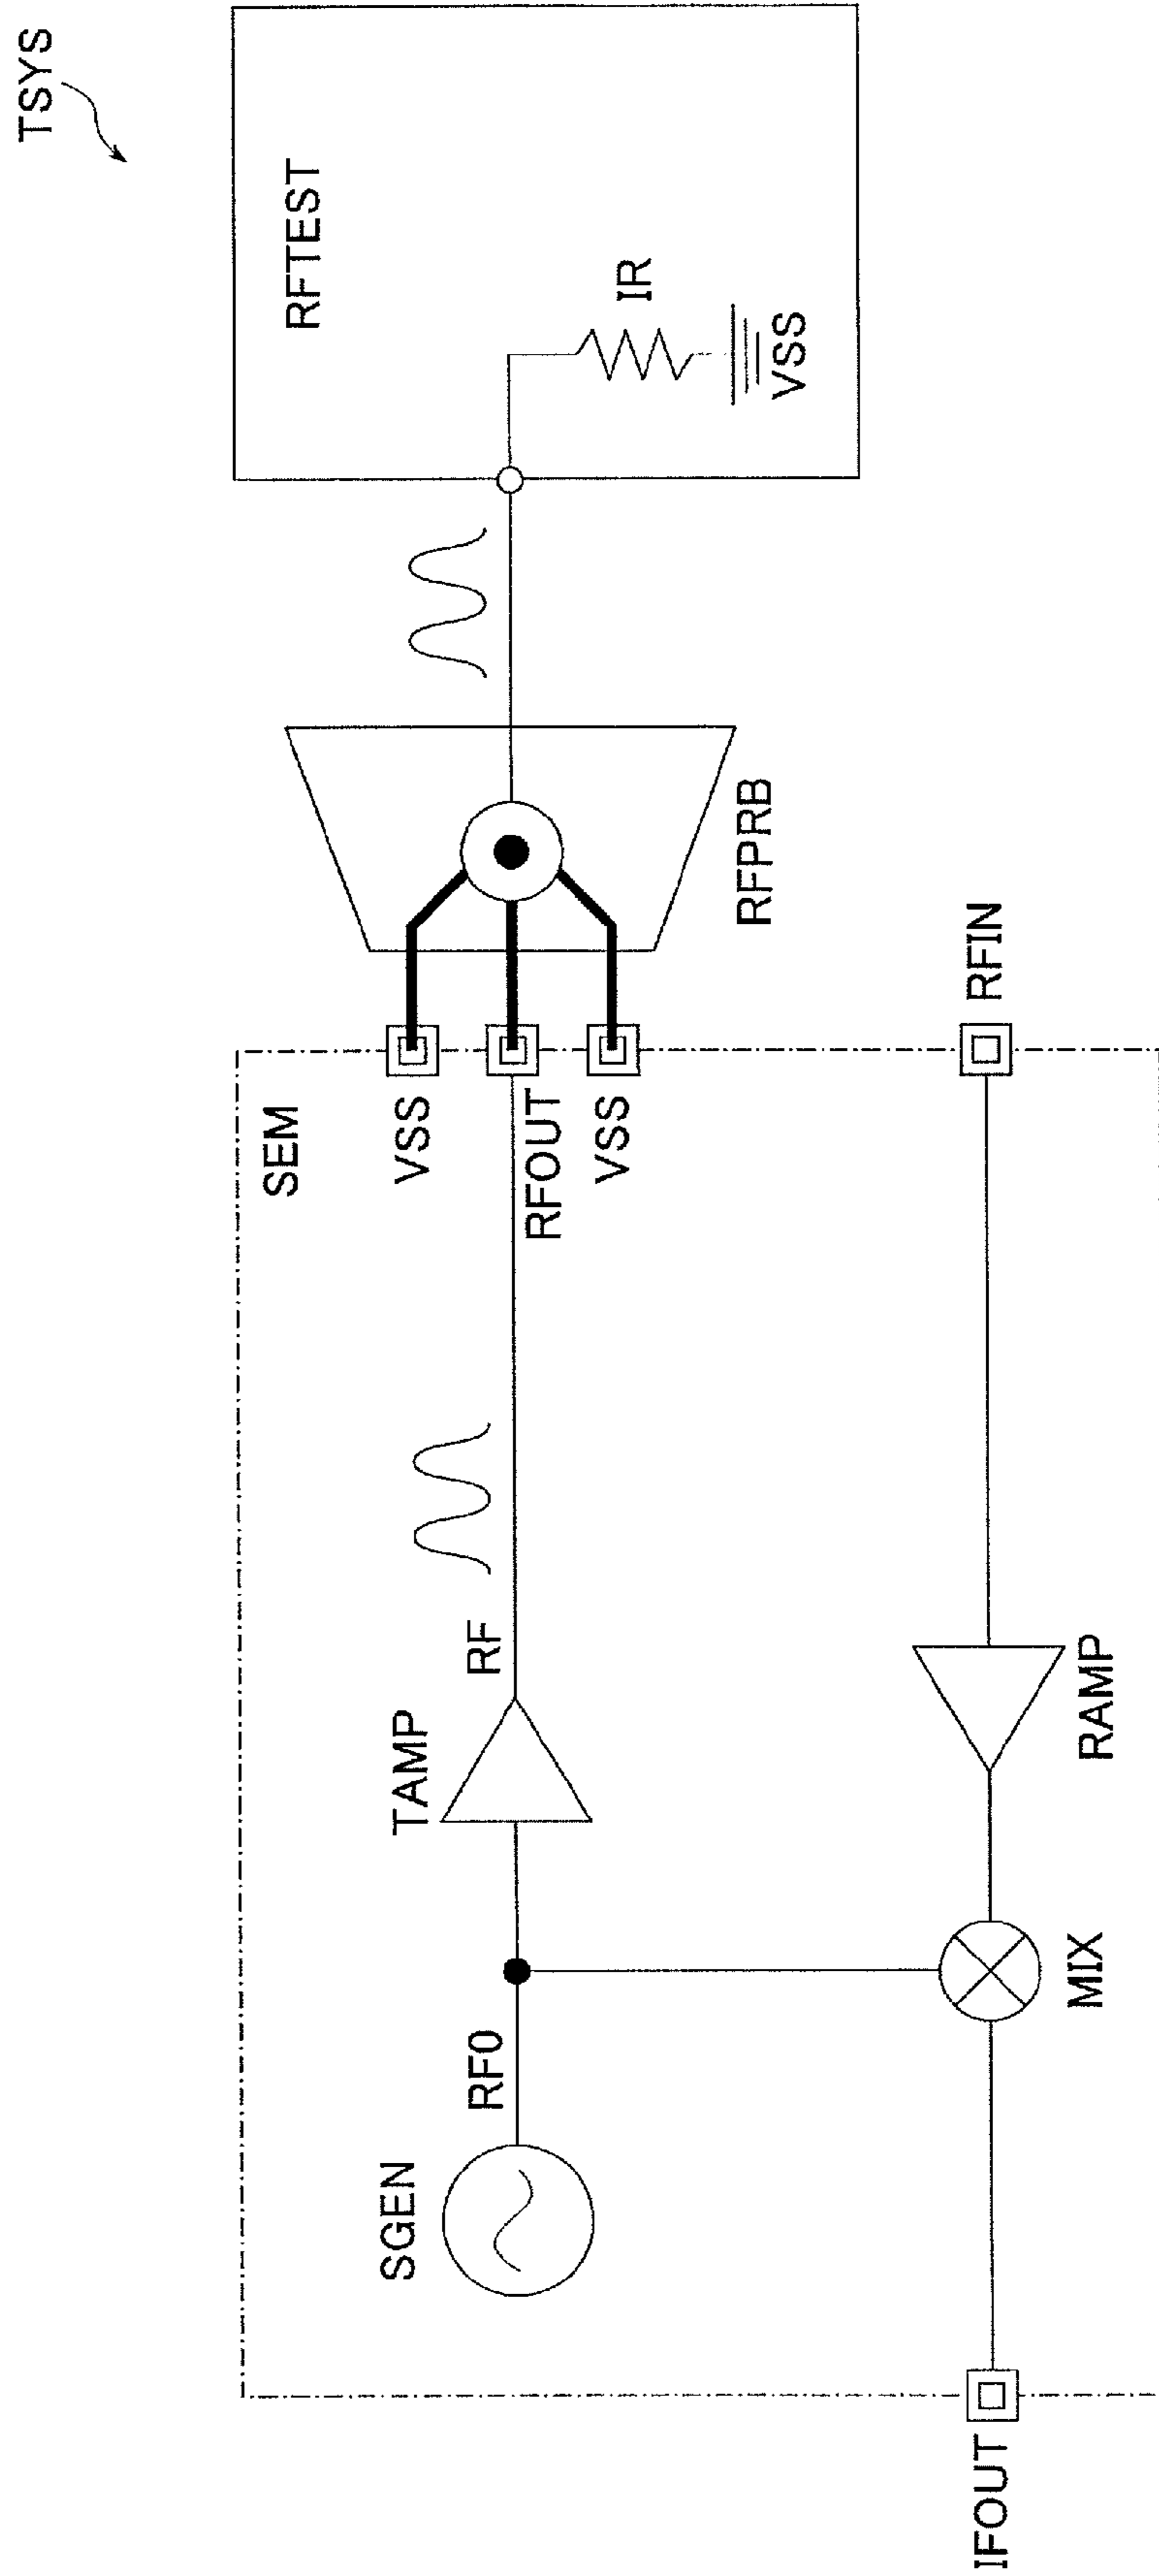 TSYS
RFTEST
IR
VSS
RFPRB
SEM
VSS
RFOUT
VSS
RFIN
TAMP
RF
SGEN
RF0
RAMP
MIX
IFOUT